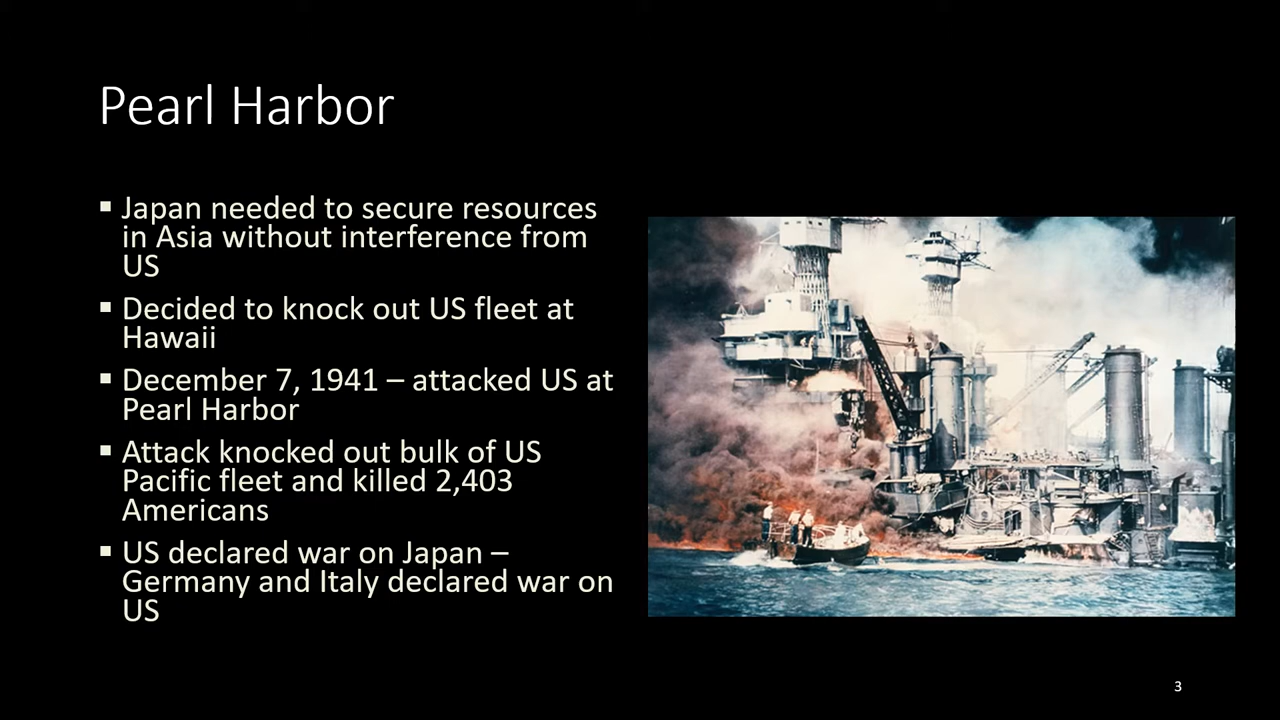 Pearl Harbor
▪ Japan needed to secure resources
in Asia without interference from
US
▪ Decided to knock out US fleet at
Hawaii
▪ December 7, 1941 – attacked US at
Pearl Harbor
▪ Attack knocked out bulk of US
Pacific fleet and killed 2,403
Americans
▪ US declared war on Japan –
Germany and Italy declared war on
US
3